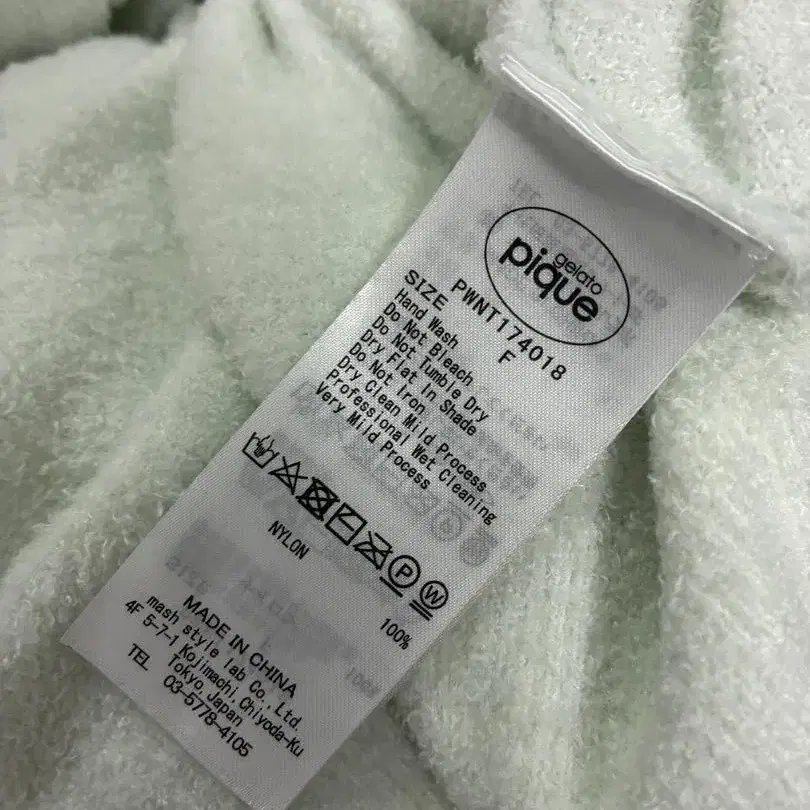 gelato
pique
PWNT174018
SIZE F
Hand Wash
Do Not Bleach
Do Not Tumble Dry
Dry Flat In Shade
Do Not Iron
Dry Clean Mild Process
Professional Wet Cleaning
Very Mild Process
P W
NYLON 100%
MADE IN CHINA
mash style lab Co.,Ltd.
4F 5-7-1 Kojimachi Chiyoda-Ku
Tokyo,Japan
TEL 03-5778-4105